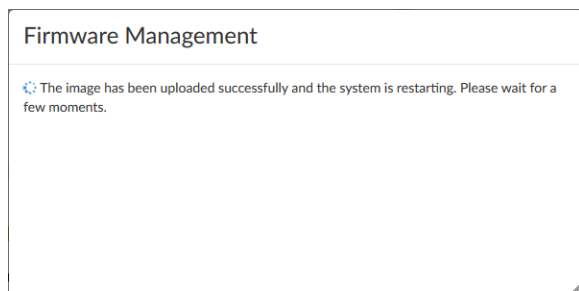 Firmware Management
The image has been uploaded successfully and the system is restarting. Please wait for a
few moments.